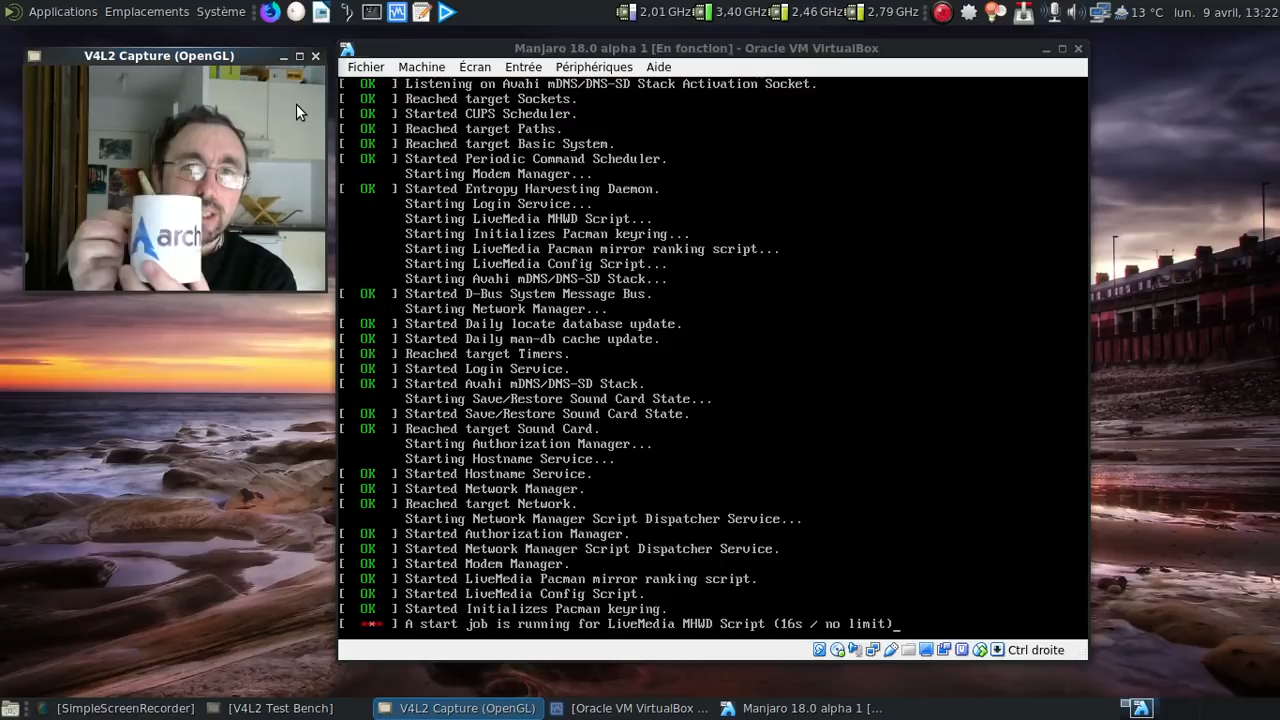 Applications Emplacements Système
2,01 GHz 3,40 GHz 2,46 GHz 2,79 GHz 13 °C lun. 9 avril, 13:22
V4L2 Capture (OpenGL)
arch
Manjaro 18.0 alpha 1 [En fonction] - Oracle VM VirtualBox
Fichier Machine Écran Entrée Périphériques Aide
[ OK ] Listening on Avahi mDNS/DNS-SD Stack Activation Socket.
[ OK ] Reached target Sockets.
[ OK ] Started CUPS Scheduler.
[ OK ] Reached target Paths.
[ OK ] Reached target Basic System.
[ OK ] Started Periodic Command Scheduler.
Starting Modem Manager...
[ OK ] Started Entropy Harvesting Daemon.
Starting Login Service...
Starting LiveMedia MHWD Script...
Starting Initializes Pacman keyring...
Starting LiveMedia Pacman mirror ranking script...
Starting LiveMedia Config Script...
Starting Avahi mDNS/DNS-SD Stack...
[ OK ] Started D-Bus System Message Bus.
Starting Network Manager...
[ OK ] Started Daily locate database update.
[ OK ] Started Daily man-db cache update.
[ OK ] Reached target Timers.
[ OK ] Started Login Service.
[ OK ] Started Avahi mDNS/DNS-SD Stack.
Starting Save/Restore Sound Card State...
[ OK ] Started Save/Restore Sound Card State.
[ OK ] Reached target Sound Card.
Starting Authorization Manager...
Starting Hostname Service...
[ OK ] Started Hostname Service.
[ OK ] Started Network Manager.
[ OK ] Reached target Network.
Starting Network Manager Script Dispatcher Service...
[ OK ] Started Authorization Manager.
[ OK ] Started Network Manager Script Dispatcher Service.
[ OK ] Started Modem Manager.
[ OK ] Started LiveMedia Pacman mirror ranking script.
[ OK ] Started LiveMedia Config Script.
[ OK ] Started Initializes Pacman keyring.
[ *** ] A start job is running for LiveMedia MHWD Script (16s / no limit)_
Ctrl droite
[SimpleScreenRecorder] [V4L2 Test Bench] V4L2 Capture (OpenGL) [Oracle VM VirtualBox ... Manjaro 18.0 alpha 1 [...